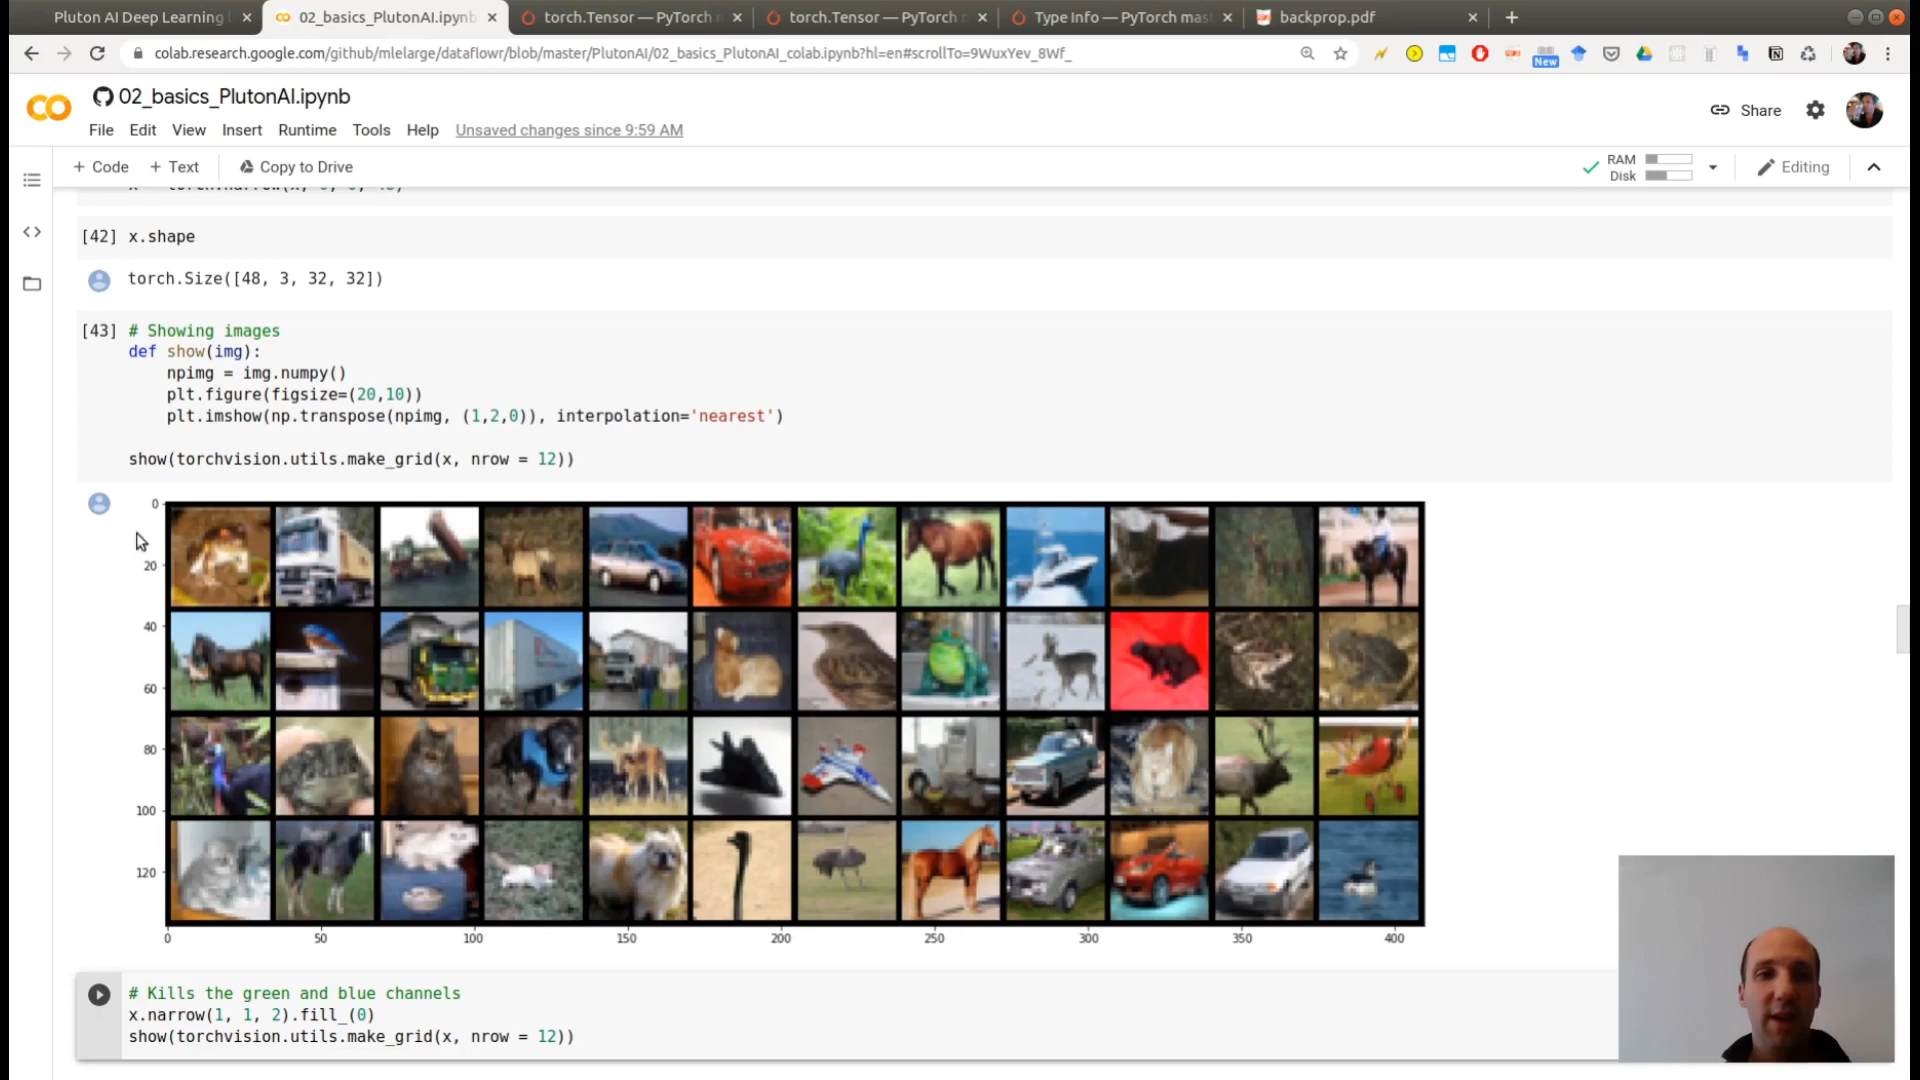 Pluton AI Deep Learning
02_basics_PlutonAI.ipynb
torch.Tensor — PyTorch
torch.Tensor — PyTorch
Type Info — PyTorch mas
backprop.pdf
colab.research.google.com/github/mlelarge/dataflowr/blob/master/PlutonAI/02_basics_PlutonAI_colab.ipynb?hl=en#scrollTo=9WuxYev_8Wf_
New
02_basics_PlutonAI.ipynb
Share
File Edit View Insert Runtime Tools Help Unsaved changes since 9:59 AM
+ Code + Text Copy to Drive
RAM
Disk
Editing
[42] x.shape
torch.Size([48, 3, 32, 32])
[43] # Showing images
def show(img):
npimg = img.numpy()
plt.figure(figsize=(20,10))
plt.imshow(np.transpose(npimg, (1,2,0)), interpolation='nearest')
show(torchvision.utils.make_grid(x, nrow = 12))
0
20
40
60
80
100
120
0 50 100 150 200 250 300 350 400
# Kills the green and blue channels
x.narrow(1, 1, 2).fill_(0)
show(torchvision.utils.make_grid(x, nrow = 12))